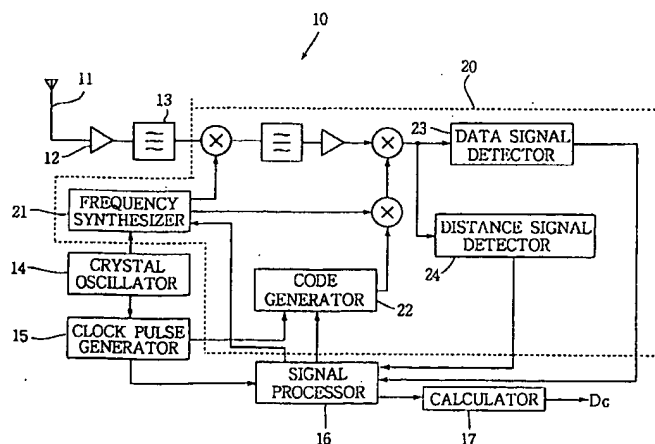 10
20
11
13
23
12
DATA SIGNAL
DETECTOR
21
FREQUENCY
SYNTHESIZER
DISTANCE SIGNAL
DETECTOR
24
14
CRYSTAL
OSCILLATOR
CODE
GENERATOR
22
15
CLOCK PULSE
GENERATOR
SIGNAL
PROCESSOR
16
CALCULATOR
17
DG